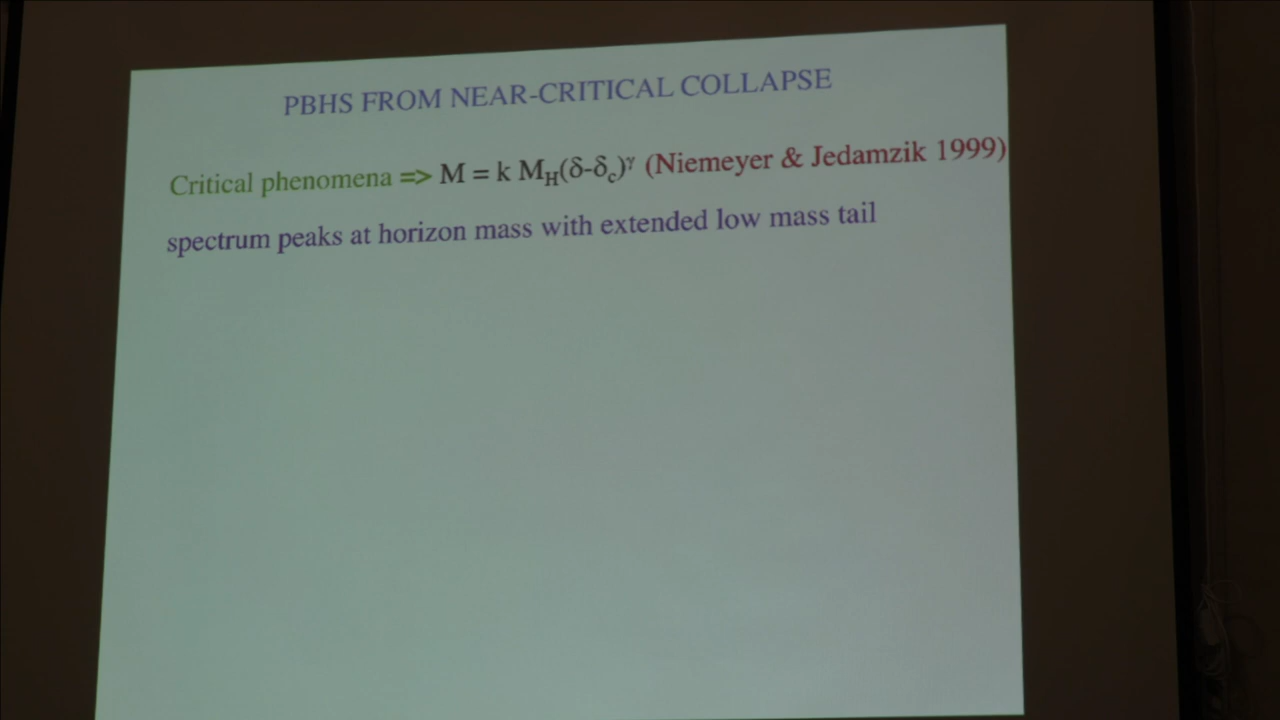 PBHS FROM NEAR-CRITICAL COLLAPSE
Critical phenomena => M = k M_H(δ-δ_c)^γ (Niemeyer & Jedamzik 1999)
spectrum peaks at horizon mass with extended low mass tail